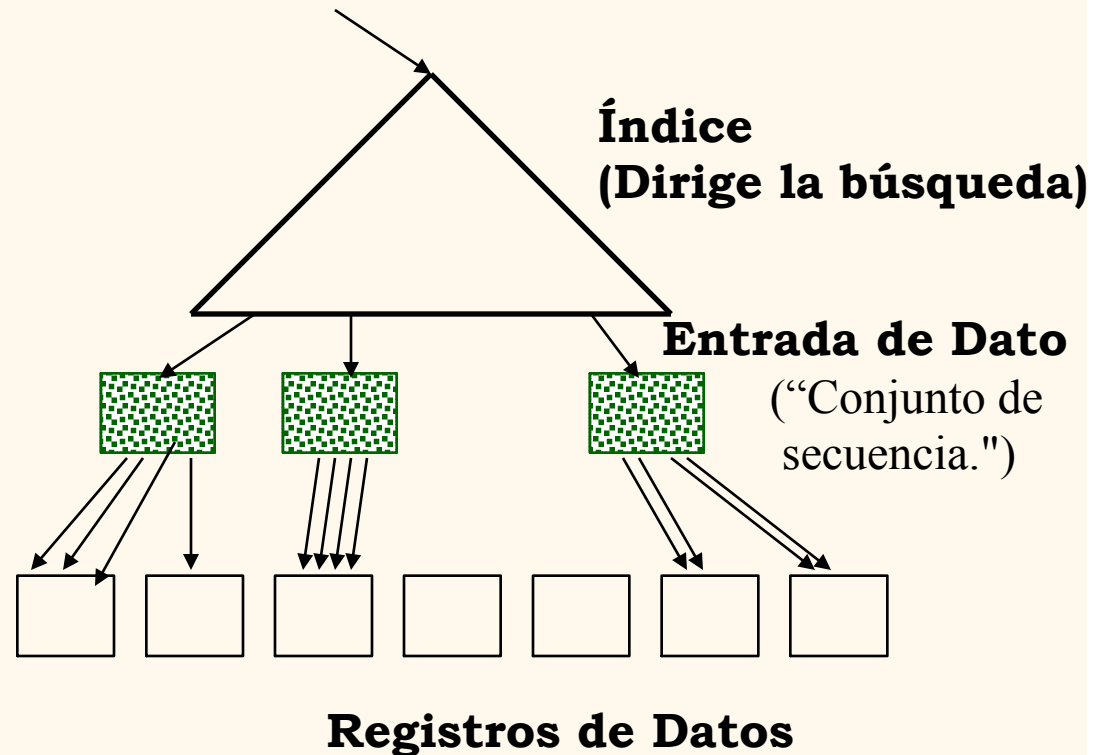 Índice
(Dirige la búsqueda)
Entrada de Dato
(“Conjunto de
secuencia.")
Registros de Datos